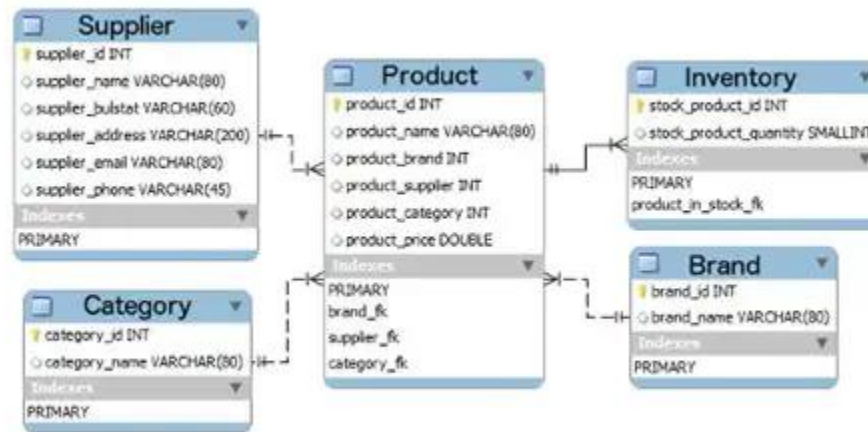 Supplier
supplier_id INT
supplier_name VARCHAR(80)
supplier_bulstat VARCHAR(60)
supplier_address VARCHAR(200)
supplier_email VARCHAR(80)
supplier_phone VARCHAR(45)
Indexes
PRIMARY
Category
category_id INT
category_name VARCHAR(80)
Indexes
PRIMARY
Product
product_id INT
product_name VARCHAR(80)
product_brand INT
product_supplier INT
product_category INT
product_price DOUBLE
Indexes
PRIMARY
brand_fk
supplier_fk
category_fk
Inventory
stock_product_id INT
stock_product_quantity SMALLINT
Indexes
PRIMARY
product_in_stock_fk
Brand
brand_id INT
brand_name VARCHAR(80)
Indexes
PRIMARY